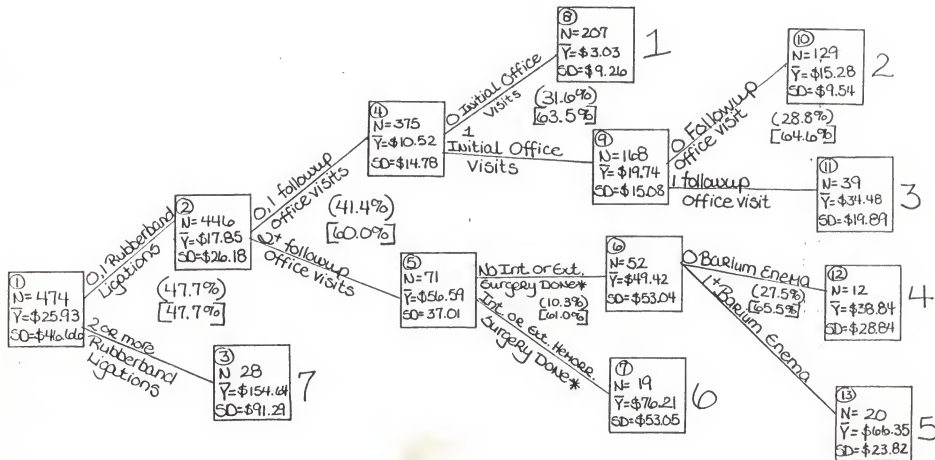 ①
N= 474
Ȳ=$25.93
SD=$46.66
0,1 Rubberband
Ligations
2 or more
Rubberband
Ligations
(47.7%)
[47.7%]
②
N= 446
Ȳ=$17.85
SD=$26.18
③
N 28
Ȳ=$154.64
SD=$91.29
7
0,1 followup
office visits
2+ followup
office visits
(41.4%)
[60.0%]
④
N= 375
Ȳ=$10.52
SD=$14.78
0 Initial Office
Visits
(31.6%)
[63.5%]
1
Initial Office
Visits
⑧
N= 207
Ȳ=$3.03
SD=$9.26
1
⑨
N= 168
Ȳ=$19.74
SD=$15.08
0 Followup
office visit
1 followup
office visit
(28.8%)
[64.6%]
⑩
N= 129
Ȳ=$15.28
SD=$9.54
2
⑪
N= 39
Ȳ=$34.48
SD=$19.89
3
⑤
N= 71
Ȳ=$56.59
SD= 37.01
No Int. or Ext.
Surgery Done*
(10.3%)
[61.0%]
Int. or Ext. Hemorr.
Surgery Done*
⑥
N= 52
Ȳ=$49.42
SD=$53.04
⑦
N= 19
Ȳ=$76.21
SD=$53.05
6
0 Barium Enema
(27.5%)
[65.5%]
1+ Barium Enema
⑫
N= 12
Ȳ=$38.84
SD=$28.84
4
⑬
N= 20
Ȳ=$66.35
SD=$23.82
5